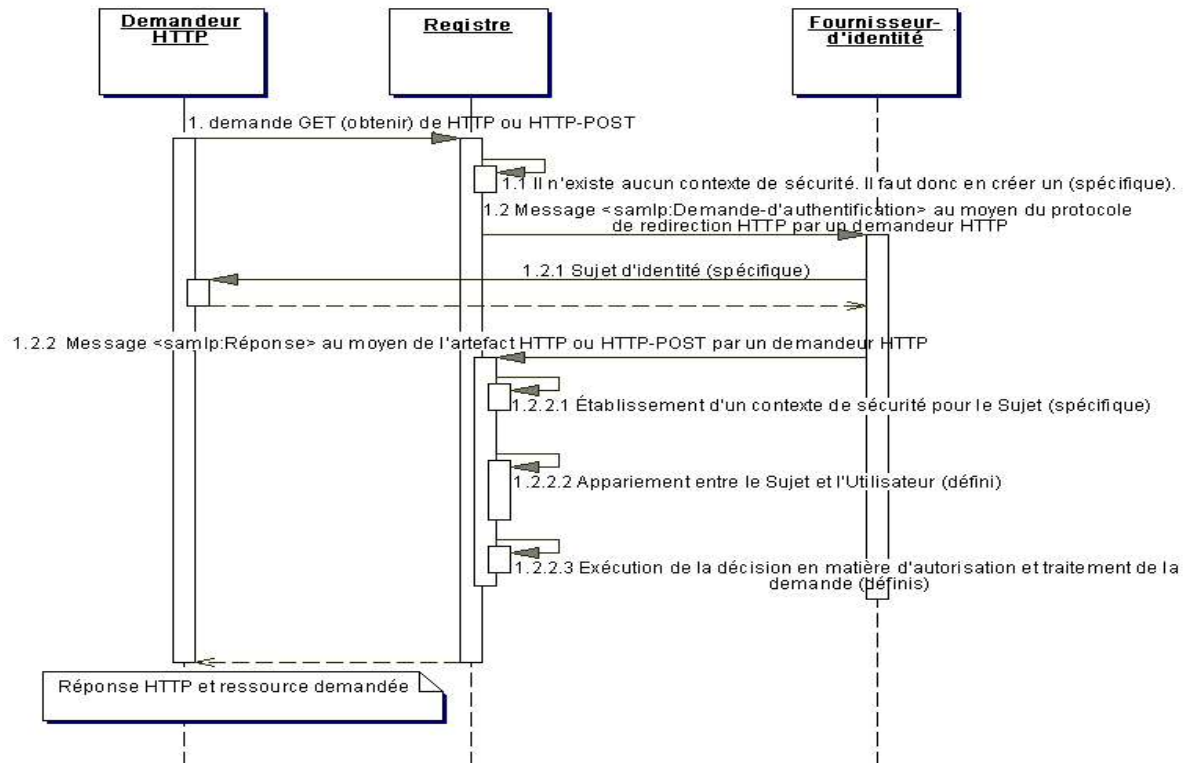 Demandeur
HTTP
Registre
Fournisseur-
d'identité
1. demande GET (obtenir) de HTTP ou HTTP-POST
1.1 Il n'existe aucun contexte de sécurité. Il faut donc en créer un (spécifique).
1.2 Message <samlp:Demande-d'authentification> au moyen du protocole
de redirection HTTP par un demandeur HTTP
1.2.1 Sujet d'identité (spécifique)
1.2.2 Message <samlp:Réponse> au moyen de l'artefact HTTP ou HTTP-POST par un demandeur HTTP
1.2.2.1 Établissement d'un contexte de sécurité pour le Sujet (spécifique)
1.2.2.2 Appariement entre le Sujet et l'Utilisateur (défini)
1.2.2.3 Exécution de la décision en matière d'autorisation et traitement de la
demande (définis)
Réponse HTTP et ressource demandée